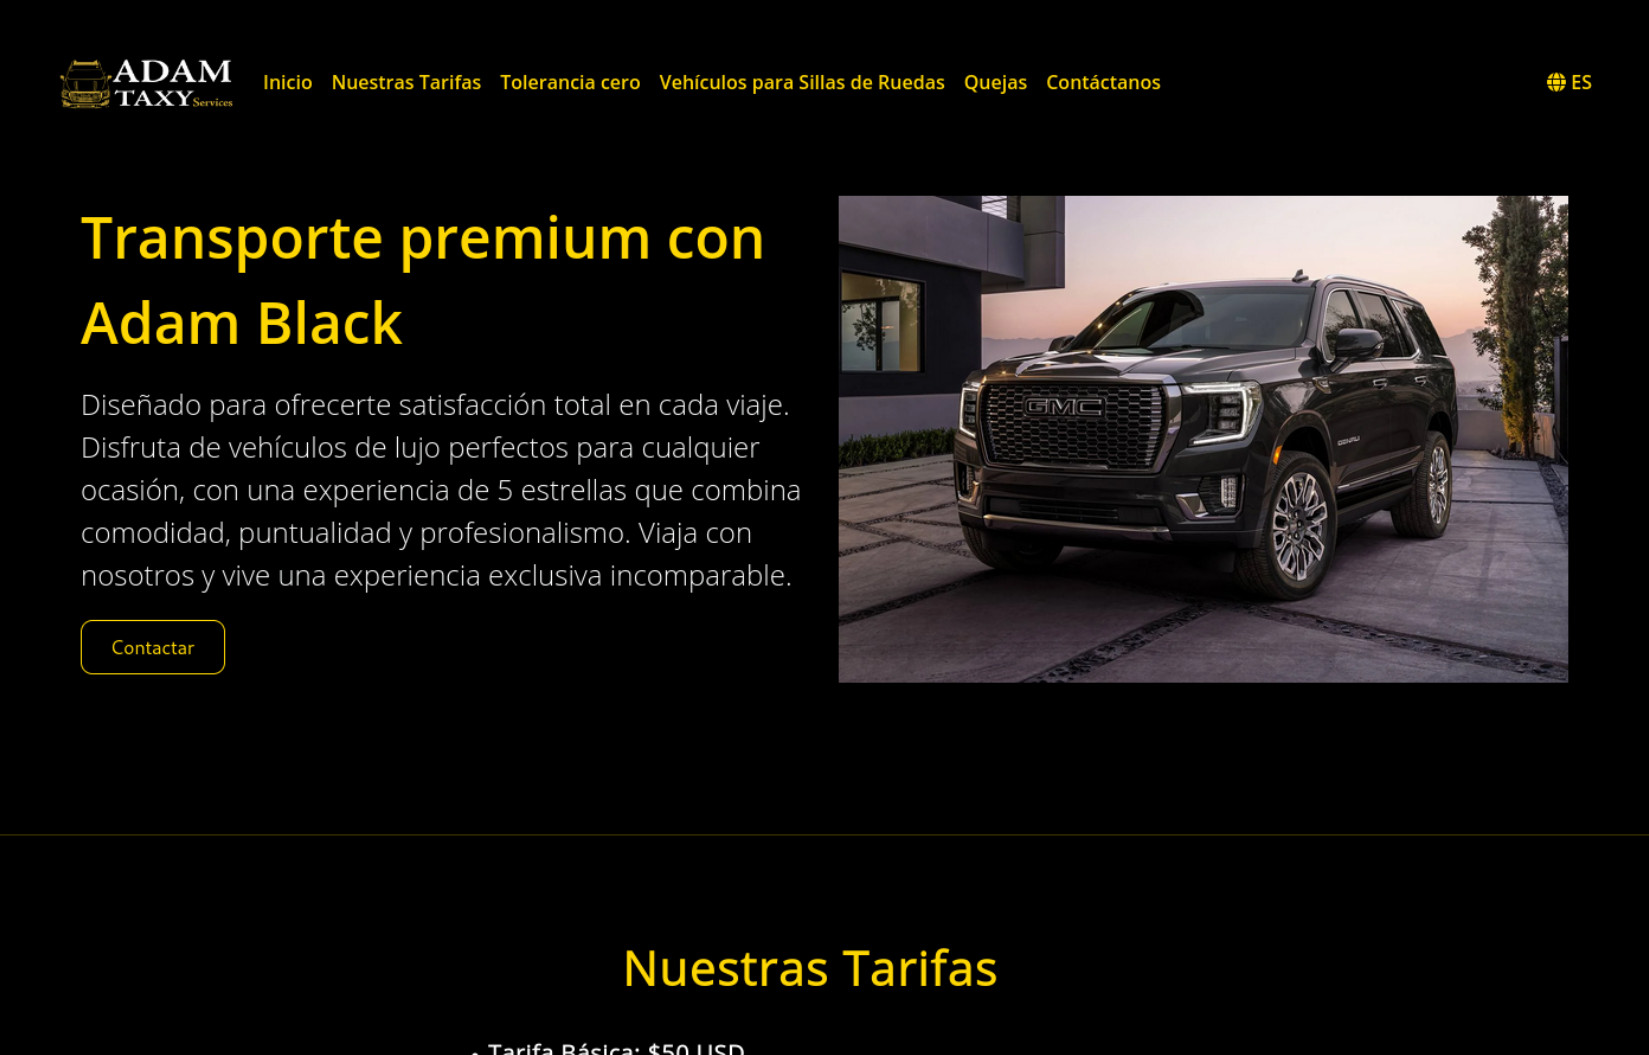 ADAM
TAXY Services
Inicio Nuestras Tarifas Tolerancia cero Vehículos para Sillas de Ruedas Quejas Contáctanos ES
Transporte premium con
Adam Black
Diseñado para ofrecerte satisfacción total en cada viaje.
Disfruta de vehículos de lujo perfectos para cualquier
ocasión, con una experiencia de 5 estrellas que combina
comodidad, puntualidad y profesionalismo. Viaja con
nosotros y vive una experiencia exclusiva incomparable.
Contactar
GMC
DENALI
Nuestras Tarifas
• Tarifa Básica: $50 USD